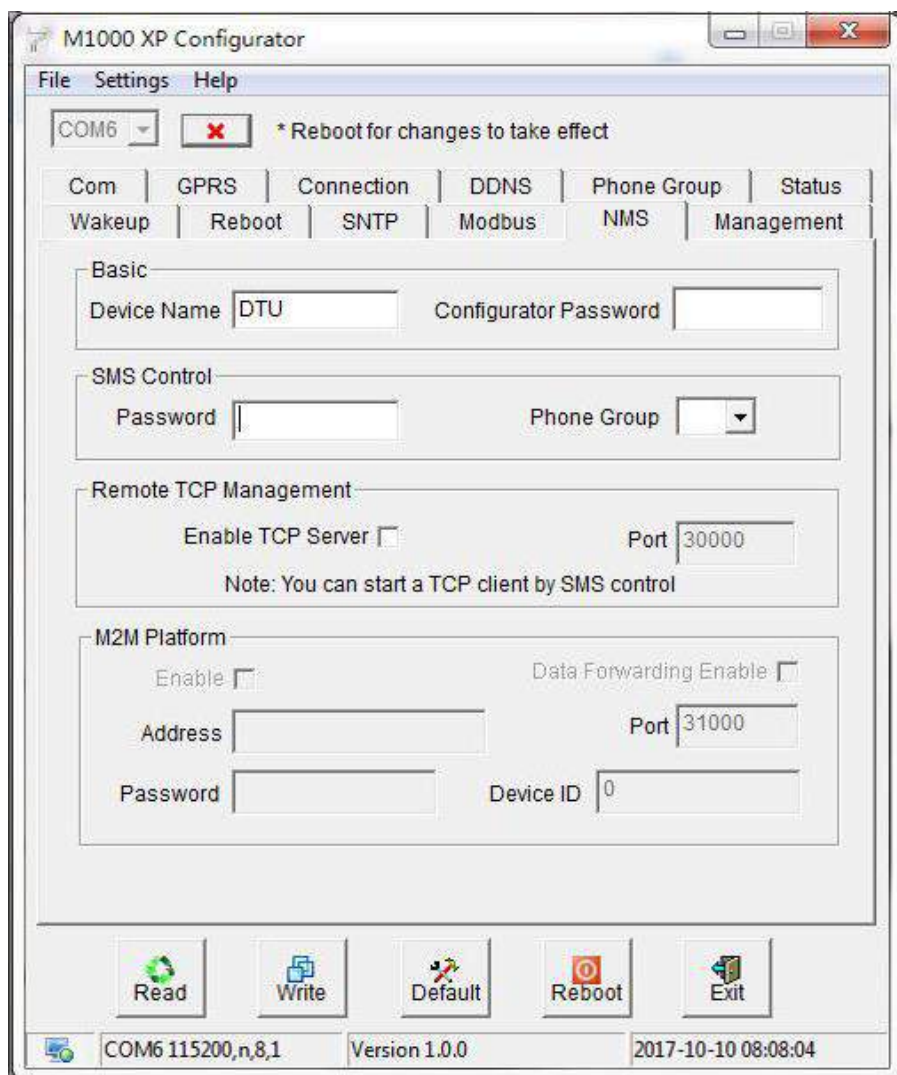 M1000 XP Configurator
File Settings Help
COM6 * Reboot for changes to take effect
Com GPRS Connection DDNS Phone Group Status
Wakeup Reboot SNTP Modbus NMS Management
Basic
Device Name DTU Configurator Password
SMS Control
Password Phone Group
Remote TCP Management
Enable TCP Server Port 30000
Note: You can start a TCP client by SMS control
M2M Platform
Enable Data Forwarding Enable
Address Port 31000
Password Device ID 0
Read Write Default Reboot Exit
COM6 115200,n,8,1 Version 1.0.0 2017-10-10 08:08:04